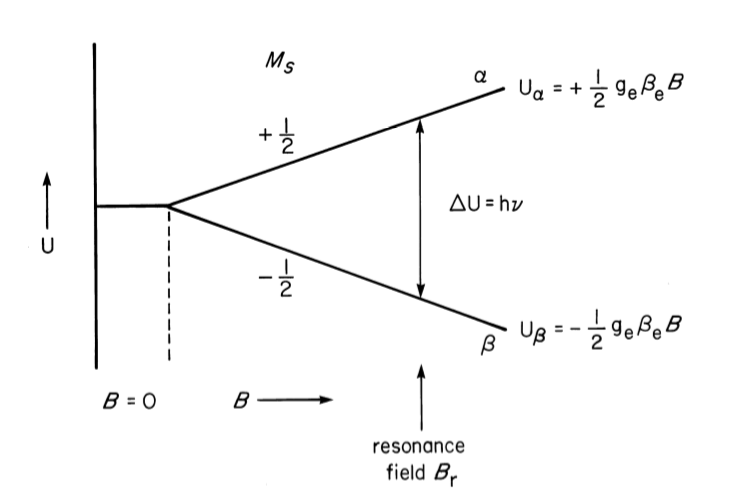 M_S
α U_α = + 1/2 g_e β_e B
+ 1/2
ΔU = hν
U
- 1/2
β U_β = - 1/2 g_e β_e B
B = 0 B
resonance
field B_r